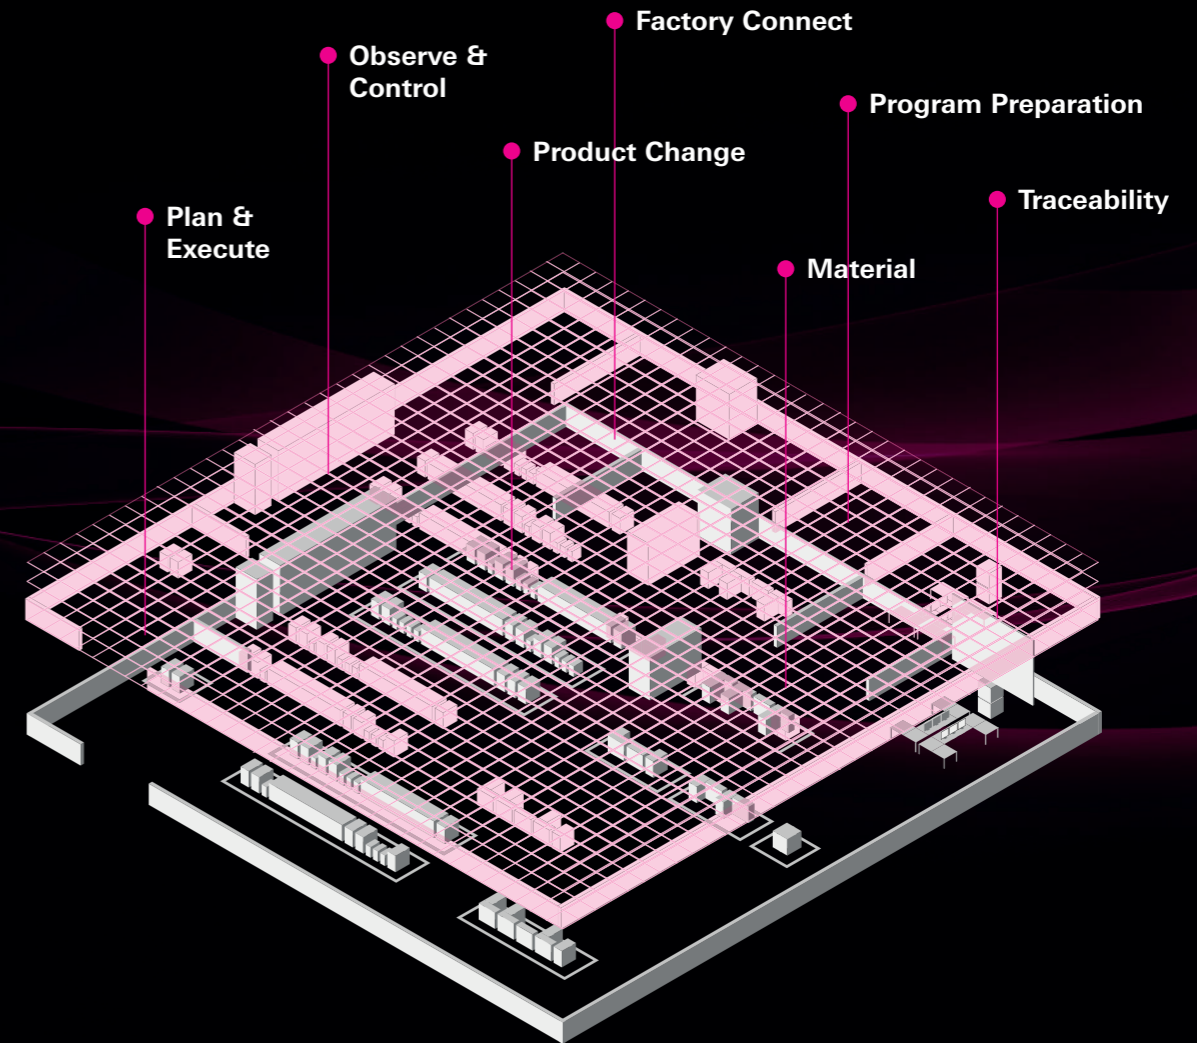 Factory Connect
Observe &
Control
Program Preparation
Product Change
Traceability
Plan &
Execute
Material